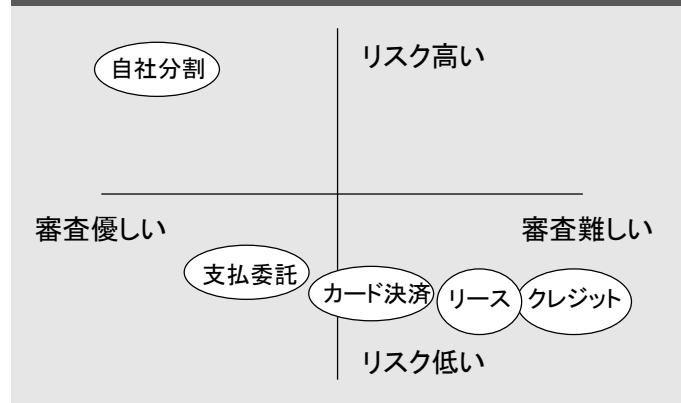 自社分割
リスク高い
審査優しい
審査難しい
支払委託
カード決済
リース
クレジット
リスク低い